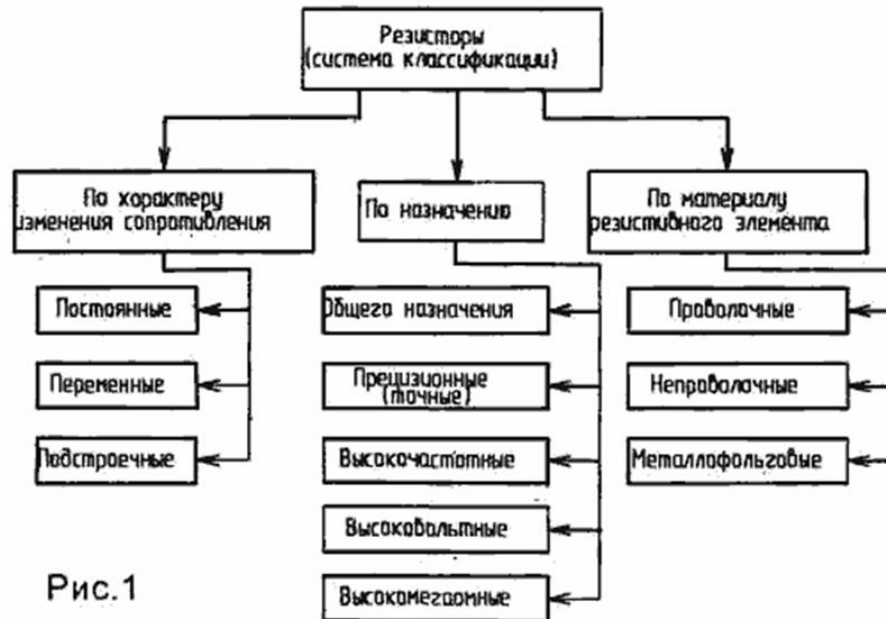 Резисторы
(система классификации)
По характеру
изменения сопротивления
По назначению
По материалу
резистивного элемента
Постоянные
Переменные
Подстроечные
Общего назначения
Прецизионные
(точные)
Высокочастотные
Высоковольтные
Высокомегаомные
Проволочные
Непроволочные
Металлофольговые
Рис.1